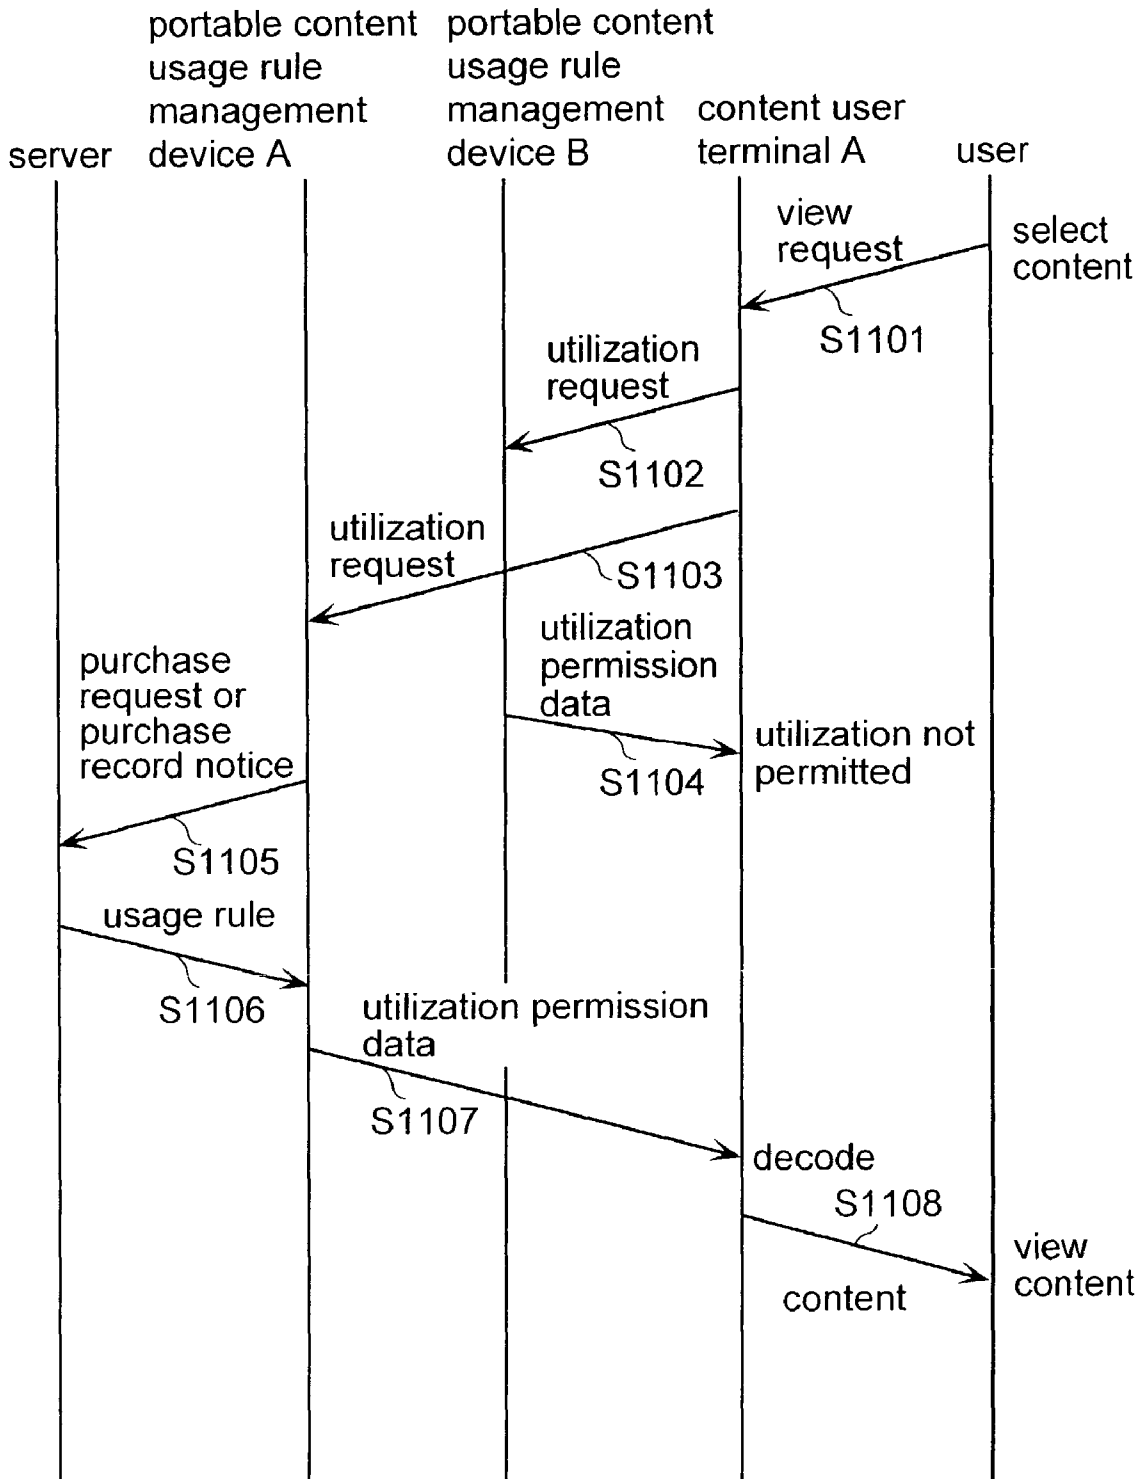 portable content
usage rule
management
device A
portable content
usage rule
management
device B
content user
terminal A
server
user
view
request
select
content
S1101
utilization
request
S1102
utilization
request
S1103
utilization
permission
data
purchase
request or
purchase
record notice
utilization not
permitted
S1104
S1105
usage rule
S1106
utilization permission
data
S1107
decode
S1108
view
content
content